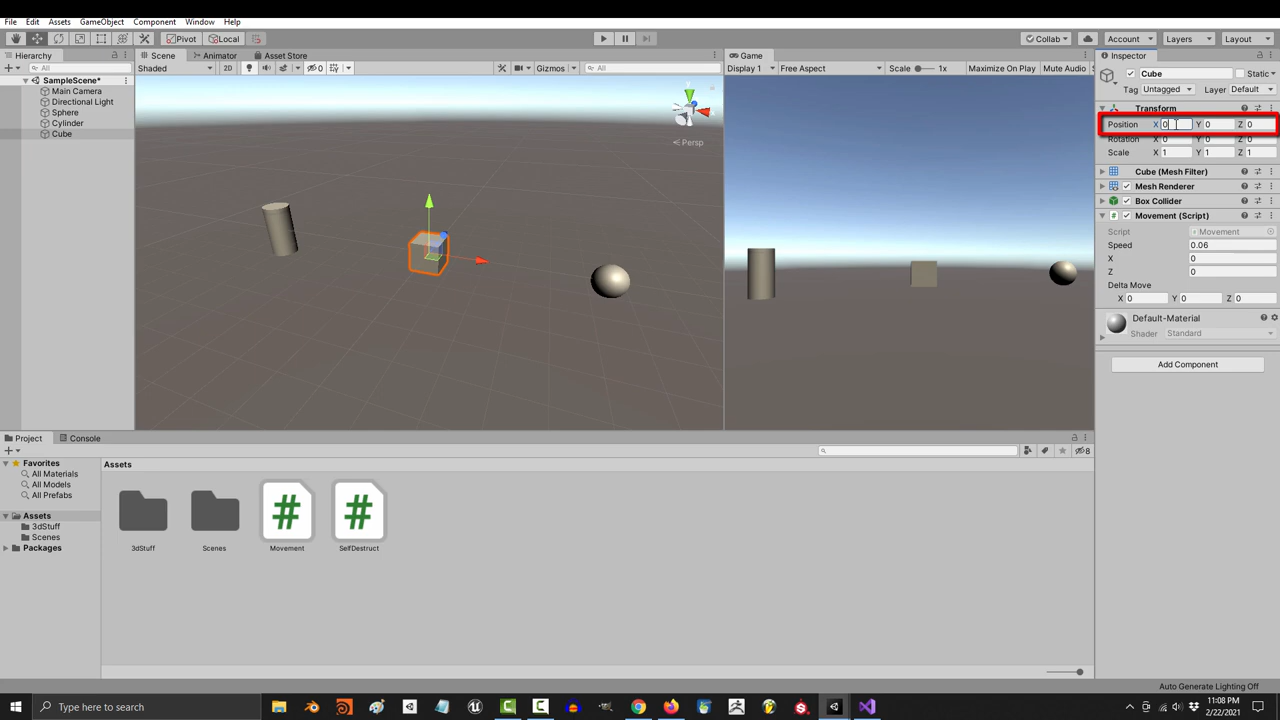 File Edit Assets GameObject Component Window Help
Pivot Local Collab Account Layers Layout
Hierarchy
All
SampleScene*
Main Camera
Directional Light
Sphere
Cylinder
Cube
Scene Animator Asset Store
Shaded 2D 0 Gizmos All
Persp
Game
Display 1 Free Aspect Scale 1x Maximize On Play Mute Audio
Inspector
Cube Static
Tag Untagged Layer Default
Transform
Position X 0 Y 0 Z 0
Rotation X 0 Y 0 Z 0
Scale X 1 Y 1 Z 1
Cube (Mesh Filter)
Mesh Renderer
Box Collider
# Movement (Script)
Script Movement
Speed 0.06
X 0
Z 0
Delta Move
X 0 Y 0 Z 0
Default-Material
Shader Standard
Add Component
Project Console
8
Favorites
All Materials
All Models
All Prefabs
Assets
3dStuff
Scenes
Packages
Assets
# #
3dStuff Scenes Movement SelfDestruct
Auto Generate Lighting Off
Type here to search
11:08 PM
2/22/2021